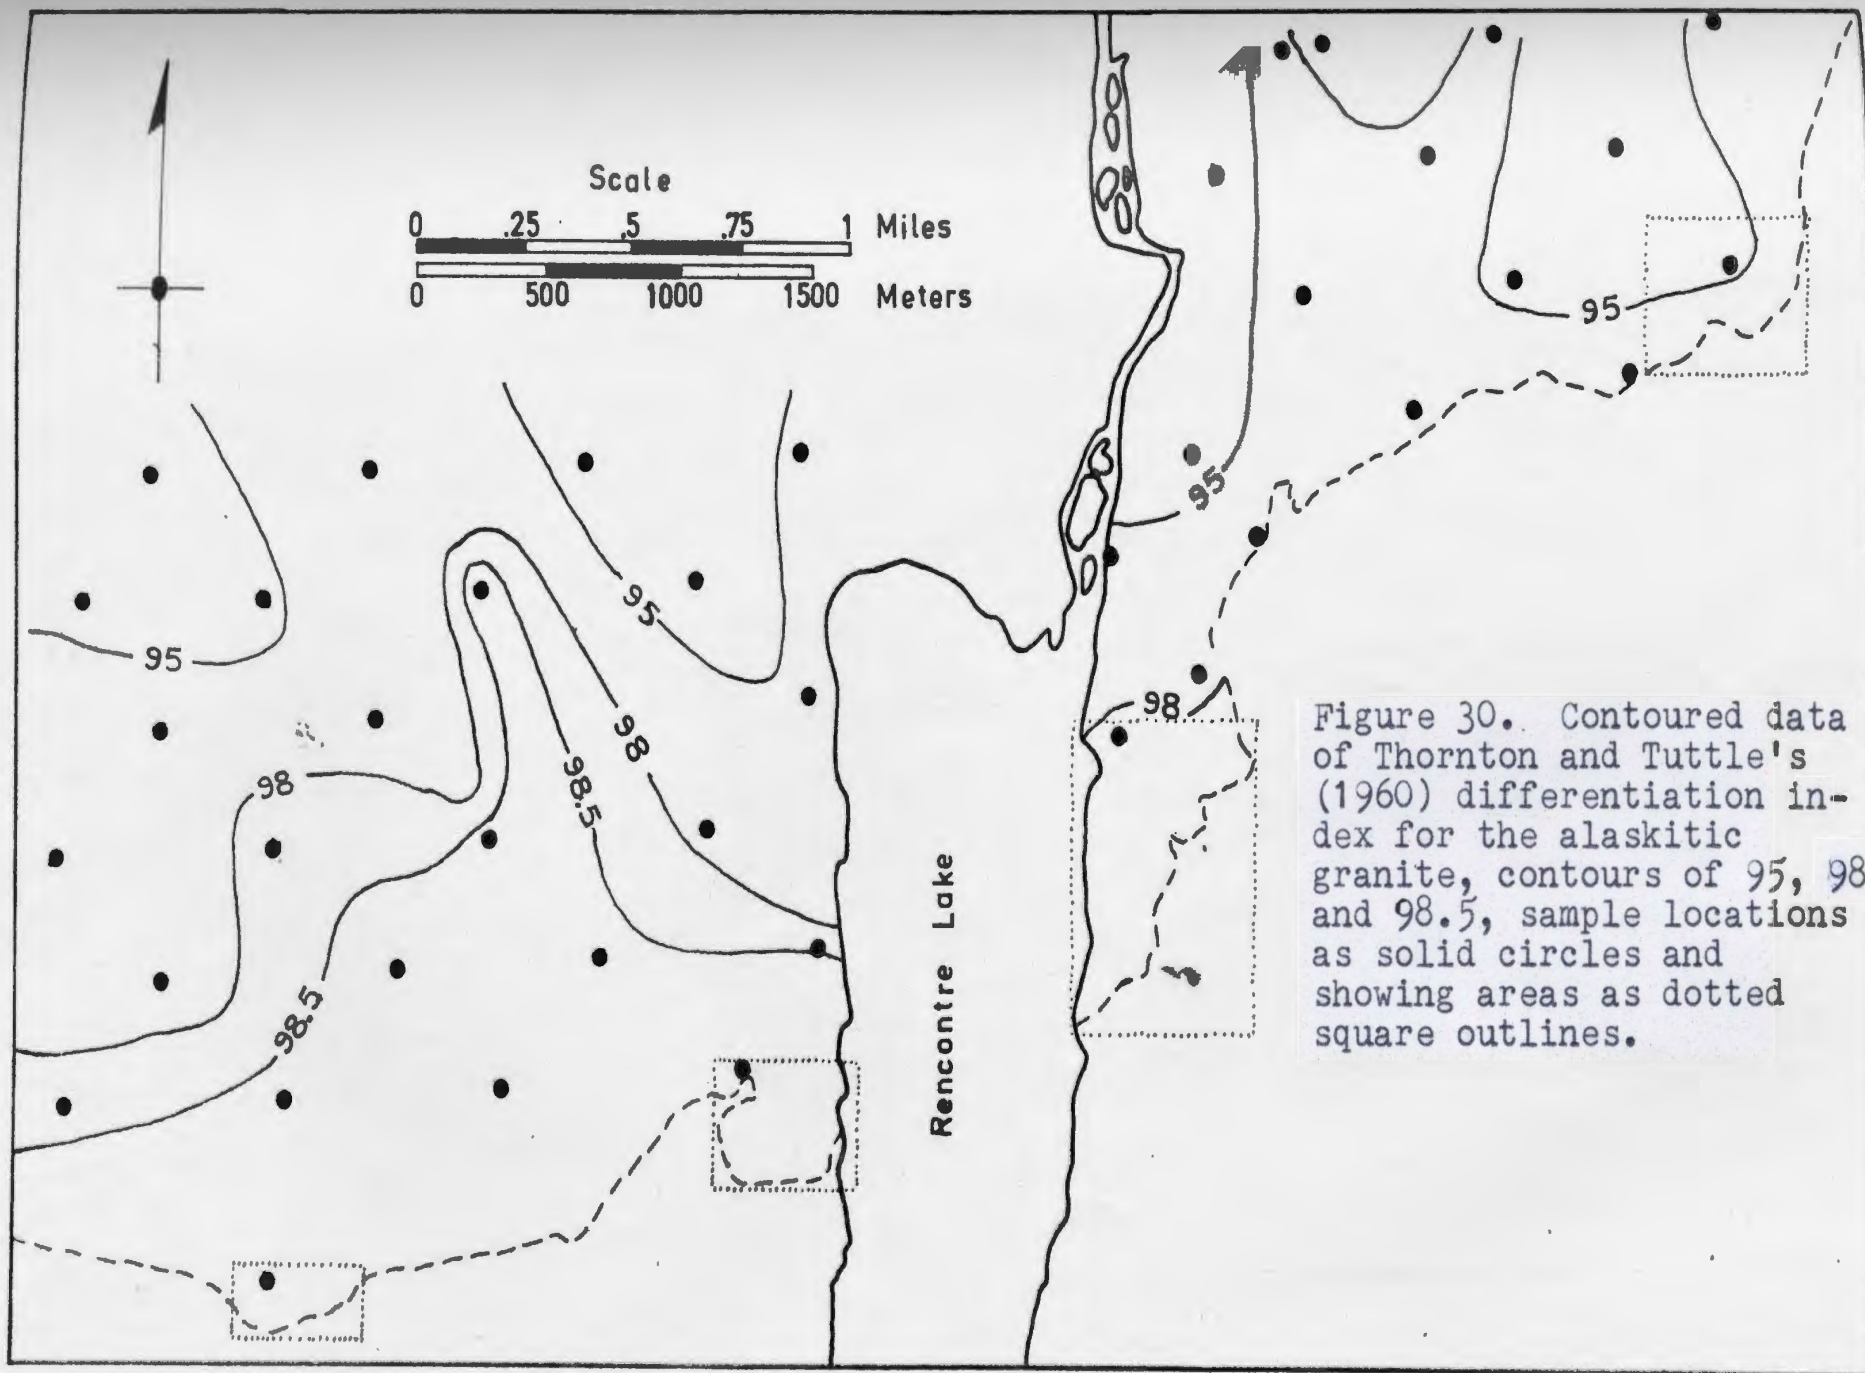 Scale
0 .25 .5 .75 1 Miles
0 500 1000 1500 Meters
95
95
95
95
98
98
98
98.5
98.5
Rencontre Lake
Figure 30. Contoured data
of Thornton and Tuttle's
(1960) differentiation in-
dex for the alaskitic
granite, contours of 95, 98
and 98.5, sample locations
as solid circles and
showing areas as dotted
square outlines.